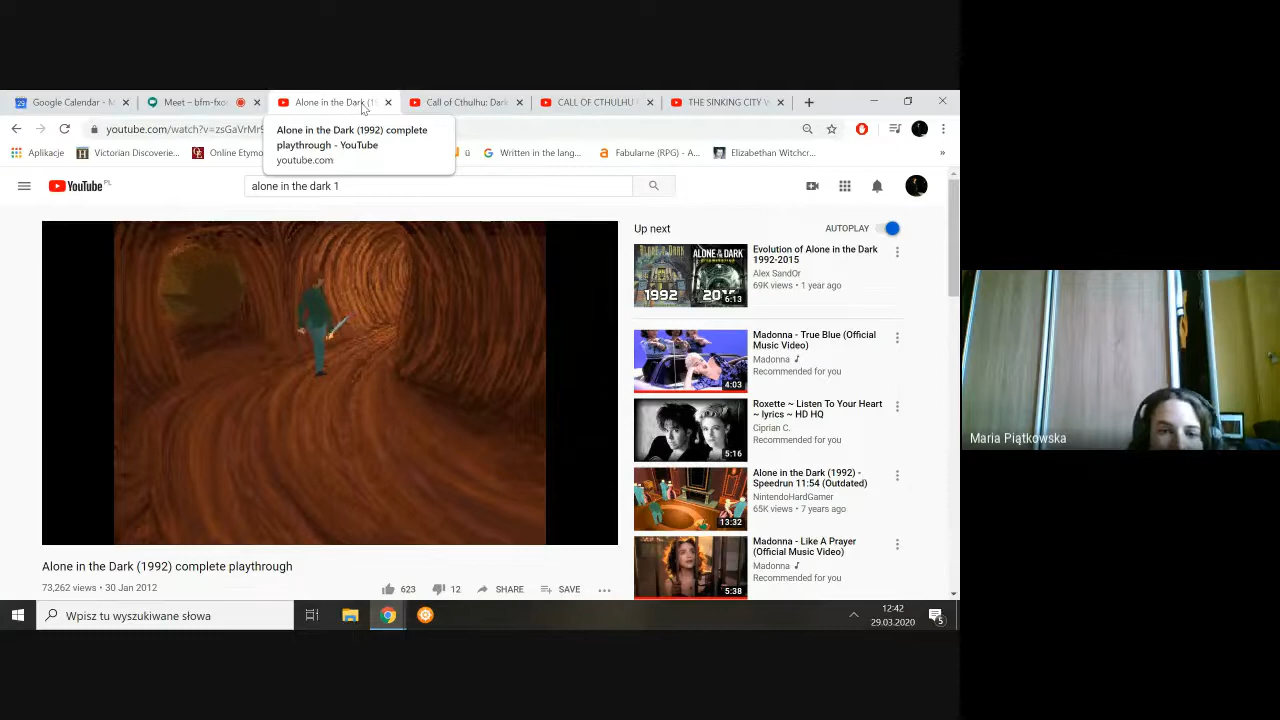 Google Calendar - M
Meet – bfm-fxo
Alone in the Dark (1
Call of Cthulhu: Dark
CALL OF CTHULHU
THE SINKING CITY W
youtube.com/watch?v=zsGaVrMr
Alone in the Dark (1992) complete
playthrough - YouTube
youtube.com
Aplikacje
Victorian Discoverie...
Online Etymo
ü
Written in the lang...
Fabularne (RPG) - A...
Elizabethan Witchcr...
»
YouTube PL
alone in the dark 1
Up next
AUTOPLAY
ALONE IN THE DARK
1992
6:13
Evolution of Alone in the Dark
1992-2015
Alex SandOr
69K views • 1 year ago
4:03
Madonna - True Blue (Official
Music Video)
Madonna
Recommended for you
5:16
Roxette ~ Listen To Your Heart
~ lyrics ~ HD HQ
Ciprian C.
Recommended for you
13:32
Alone in the Dark (1992) -
Speedrun 11:54 (Outdated)
NintendoHardGamer
65K views • 7 years ago
5:38
Madonna - Like A Prayer
(Official Music Video)
Madonna
Recommended for you
Alone in the Dark (1992) complete playthrough
73,262 views • 30 Jan 2012
623
12
SHARE
SAVE
Wpisz tu wyszukiwane słowa
12:42
29.03.2020
5
Maria Piątkowska